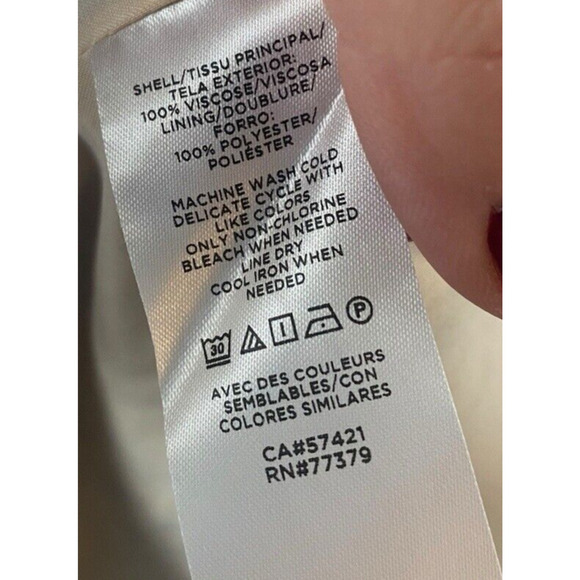 SHELL/TISSU PRINCIPAL/
TELA EXTERIOR:
100% VISCOSE/VISCOSA
LINING/DOUBLURE/
FORRO:
100% POLYESTER/
POLIÉSTER
MACHINE WASH COLD
DELICATE CYCLE WITH
LIKE COLORS
ONLY NON-CHLORINE
BLEACH WHEN NEEDED
LINE DRY
COOL IRON WHEN
NEEDED
30 P
AVEC DES COULEURS
SEMBLABLES/CON
COLORES SIMILARES
CA#57421
RN#77379